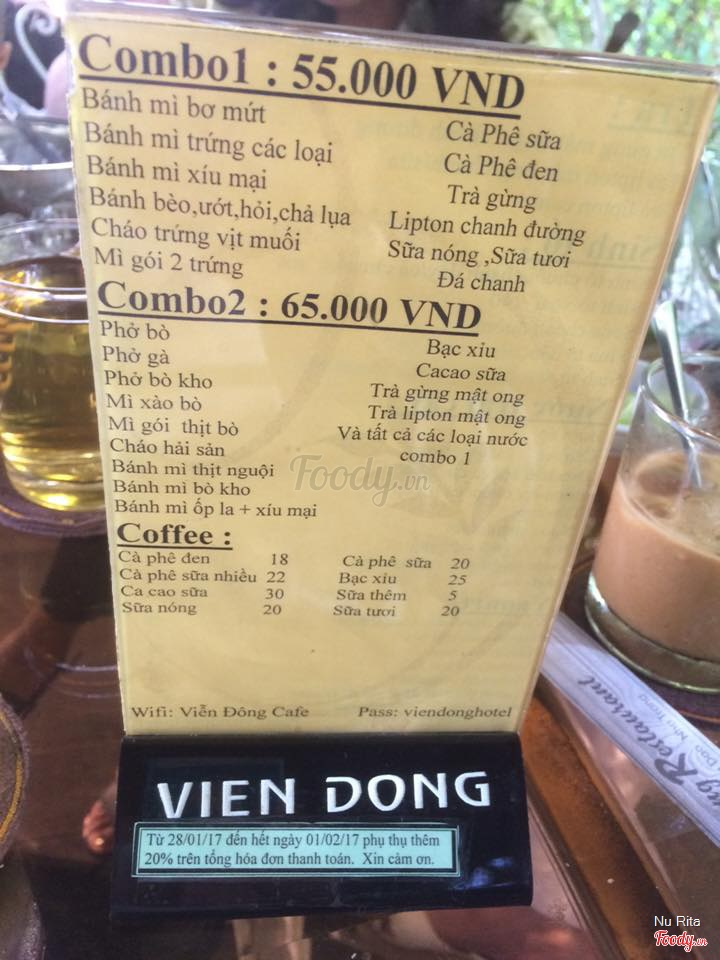 Combo1 : 55.000 VND
Bánh mì bơ mứt
Bánh mì trứng các loại
Bánh mì xíu mại
Bánh bèo,ướt,hỏi,chả lụa
Cháo trứng vịt muối
Mì gói 2 trứng
Cà Phê sữa
Cà Phê đen
Trà gừng
Lipton chanh đường
Sữa nóng ,Sữa tươi
Đá chanh
Combo2 : 65.000 VND
Phở bò
Phở gà
Phở bò kho
Mì xào bò
Mì gói thịt bò
Cháo hải sản
Bánh mì thịt nguội
Bánh mì bò kho
Bánh mì ốp la + xíu mại
Bạc xỉu
Cacao sữa
Trà gừng mật ong
Trà lipton mật ong
Và tất cả các loại nước
combo 1
Foody.vn
Coffee :
Cà phê đen 18 Cà phê sữa 20
Cà phê sữa nhiều 22 Bạc xỉu 25
Ca cao sữa 30 Sữa thêm 5
Sữa nóng 20 Sữa tươi 20
Wifi: Viễn Đông Cafe Pass: viendonghotel
VIEN DONG
Từ 28/01/17 đến hết ngày 01/02/17 phụ thụ thêm
20% trên tổng hóa đơn thanh toán. Xin cảm ơn.
Restaurant
Nu Rita
Foody.vn